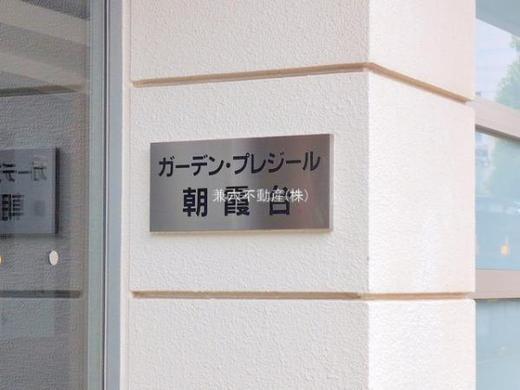 ガーデン・プレジール
朝霞台
兼六不動産(株)